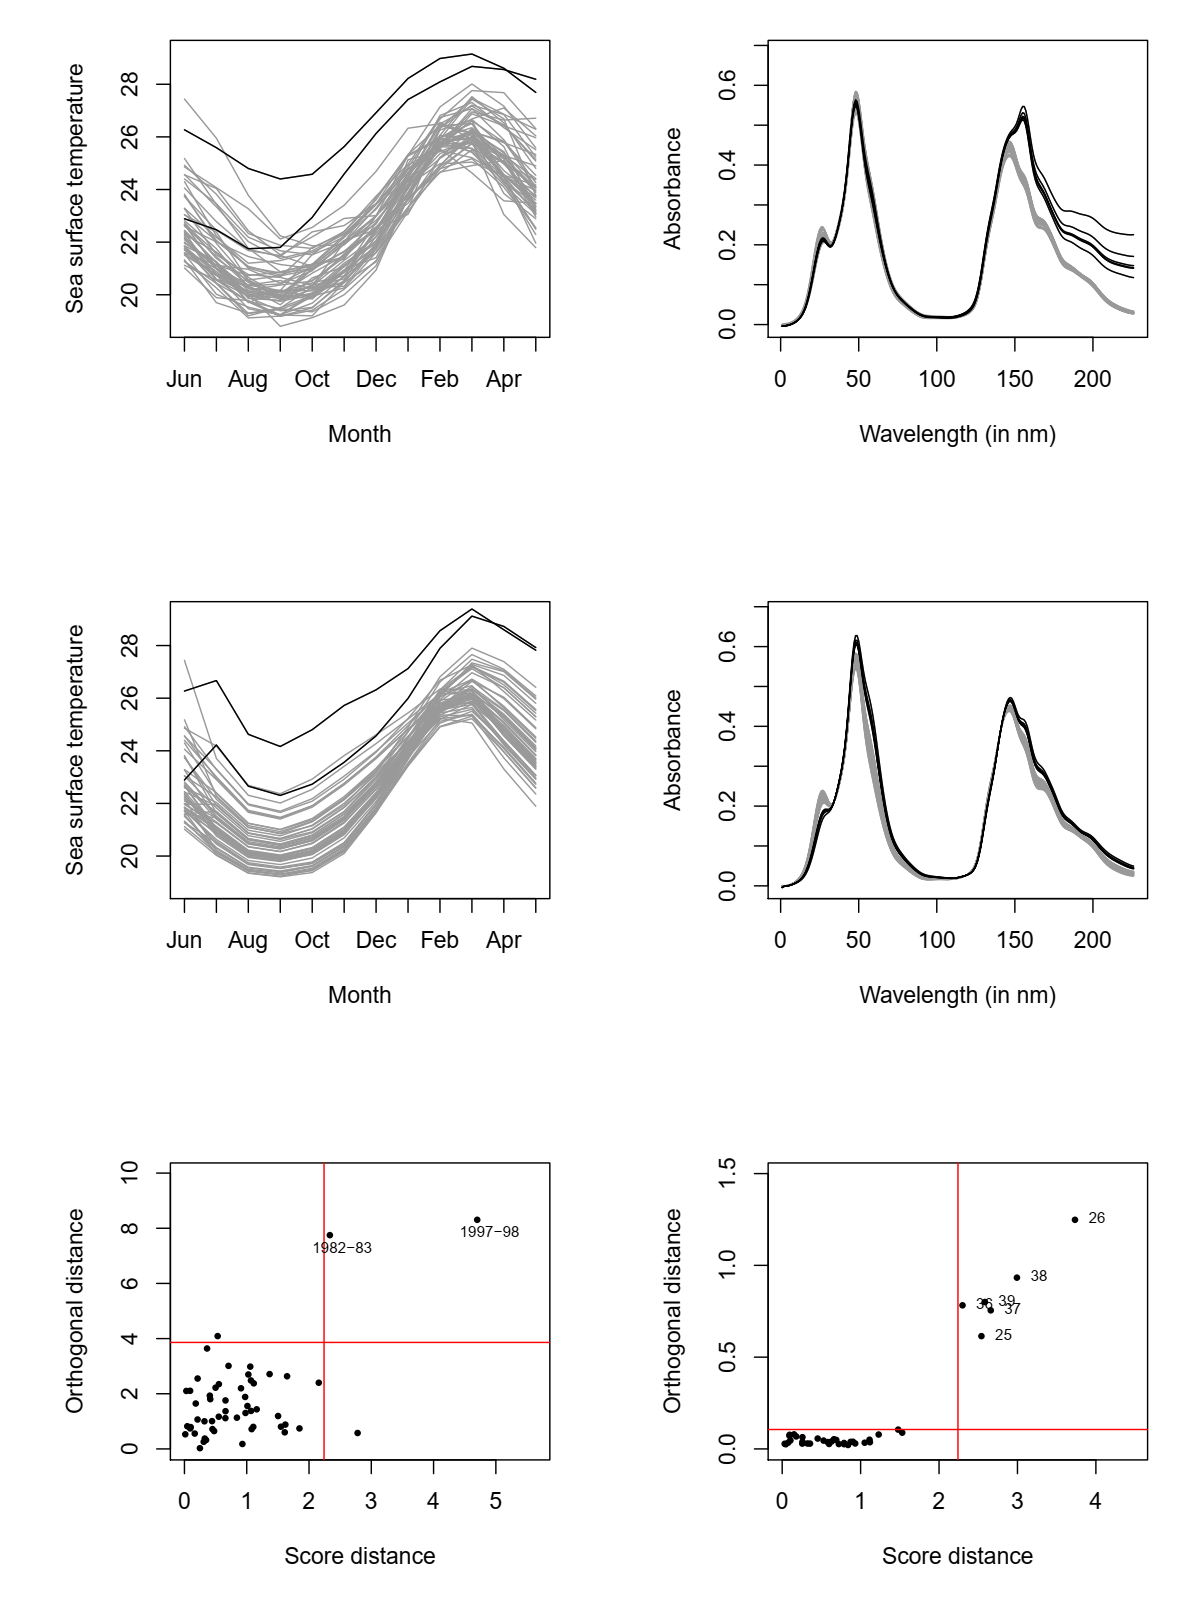 Sea surface temperature
28
26
24
22
20
Jun Aug Oct Dec Feb Apr
Month
Absorbance
0.6
0.4
0.2
0.0
0 50 100 150 200
Wavelength (in nm)
Sea surface temperature
28
26
24
22
20
Jun Aug Oct Dec Feb Apr
Month
Absorbance
0.6
0.4
0.2
0.0
0 50 100 150 200
Wavelength (in nm)
Orthogonal distance
10
8
6
4
2
0
1997−98
1982−83
0 1 2 3 4 5
Score distance
Orthogonal distance
1.5
1.0
0.5
0.0
26
38
39
36
37
25
0 1 2 3 4
Score distance